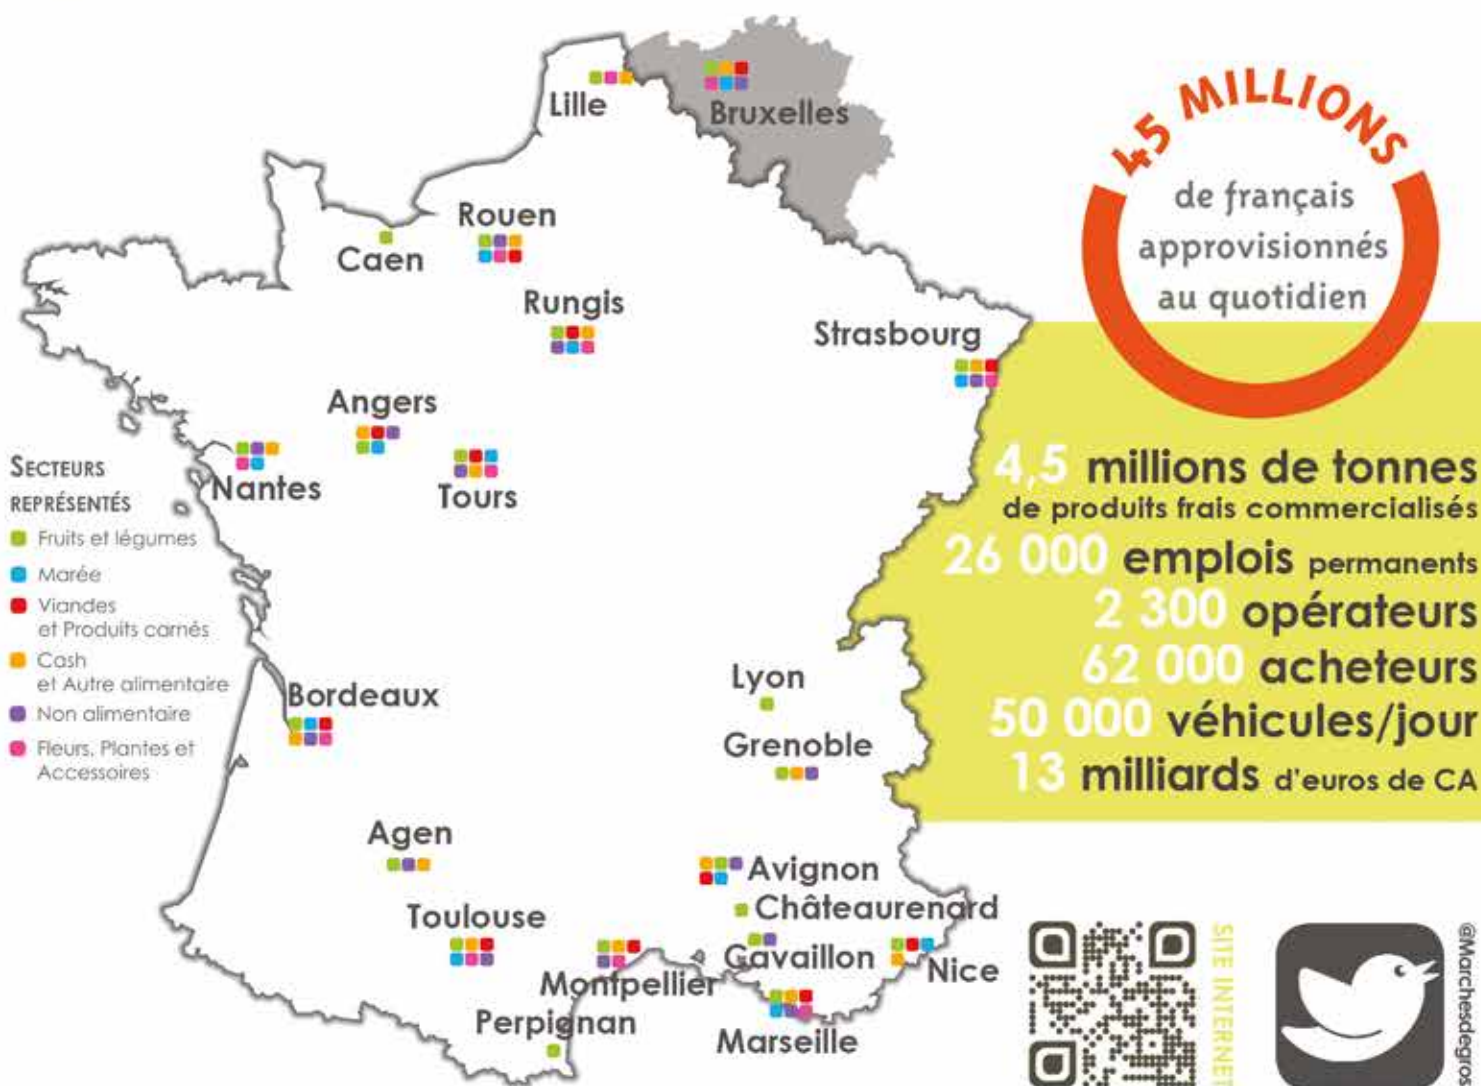 Lille
Bruxelles
Rouen
Caen
Rungis
Strasbourg
Angers
Nantes
Tours
SECTEURS
REPRÉSENTÉS
Fruits et légumes
Marée
Viandes
et Produits carnés
Cash
et Autre alimentaire
Non alimentaire
Fleurs, Plantes et
Accessoires
Bordeaux
Lyon
Grenoble
Agen
Avignon
Châteaurenard
Toulouse
Gavaillon
Nice
Montpellier
Perpignan
Marseille
45 MILLIONS
de français
approvisionnés
au quotidien
4,5 millions de tonnes
de produits frais commercialisés
26 000 emplois permanents
2 300 opérateurs
62 000 acheteurs
50 000 véhicules/jour
13 milliards d'euros de CA
SITE INTERNET
@Marchesdegros